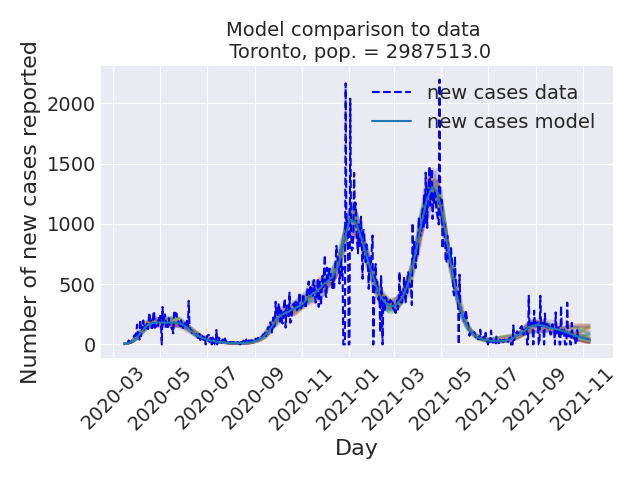 Model comparison to data
Toronto, pop. = 2987513.0
Number of new cases reported
2000
1500
1000
500
0
new cases data
new cases model
2020-03
2020-05
2020-07
2020-09
2020-11
2021-01
2021-03
2021-05
2021-07
2021-09
2021-11
Day